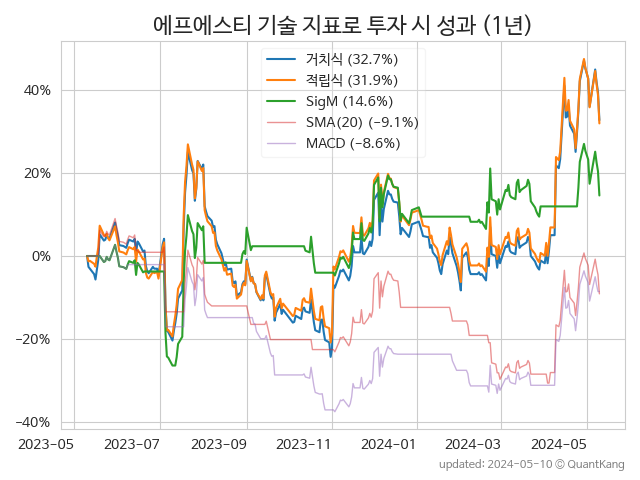 에프에스티 기술 지표로 투자 시 성과 (1년)
거치식 (32.7%)
적립식 (31.9%)
SigM (14.6%)
SMA(20) (−9.1%)
MACD (−8.6%)
40%
20%
0%
−20%
−40%
2023-05 2023-07 2023-09 2023-11 2024-01 2024-03 2024-05
updated: 2024-05-10 © QuantKang